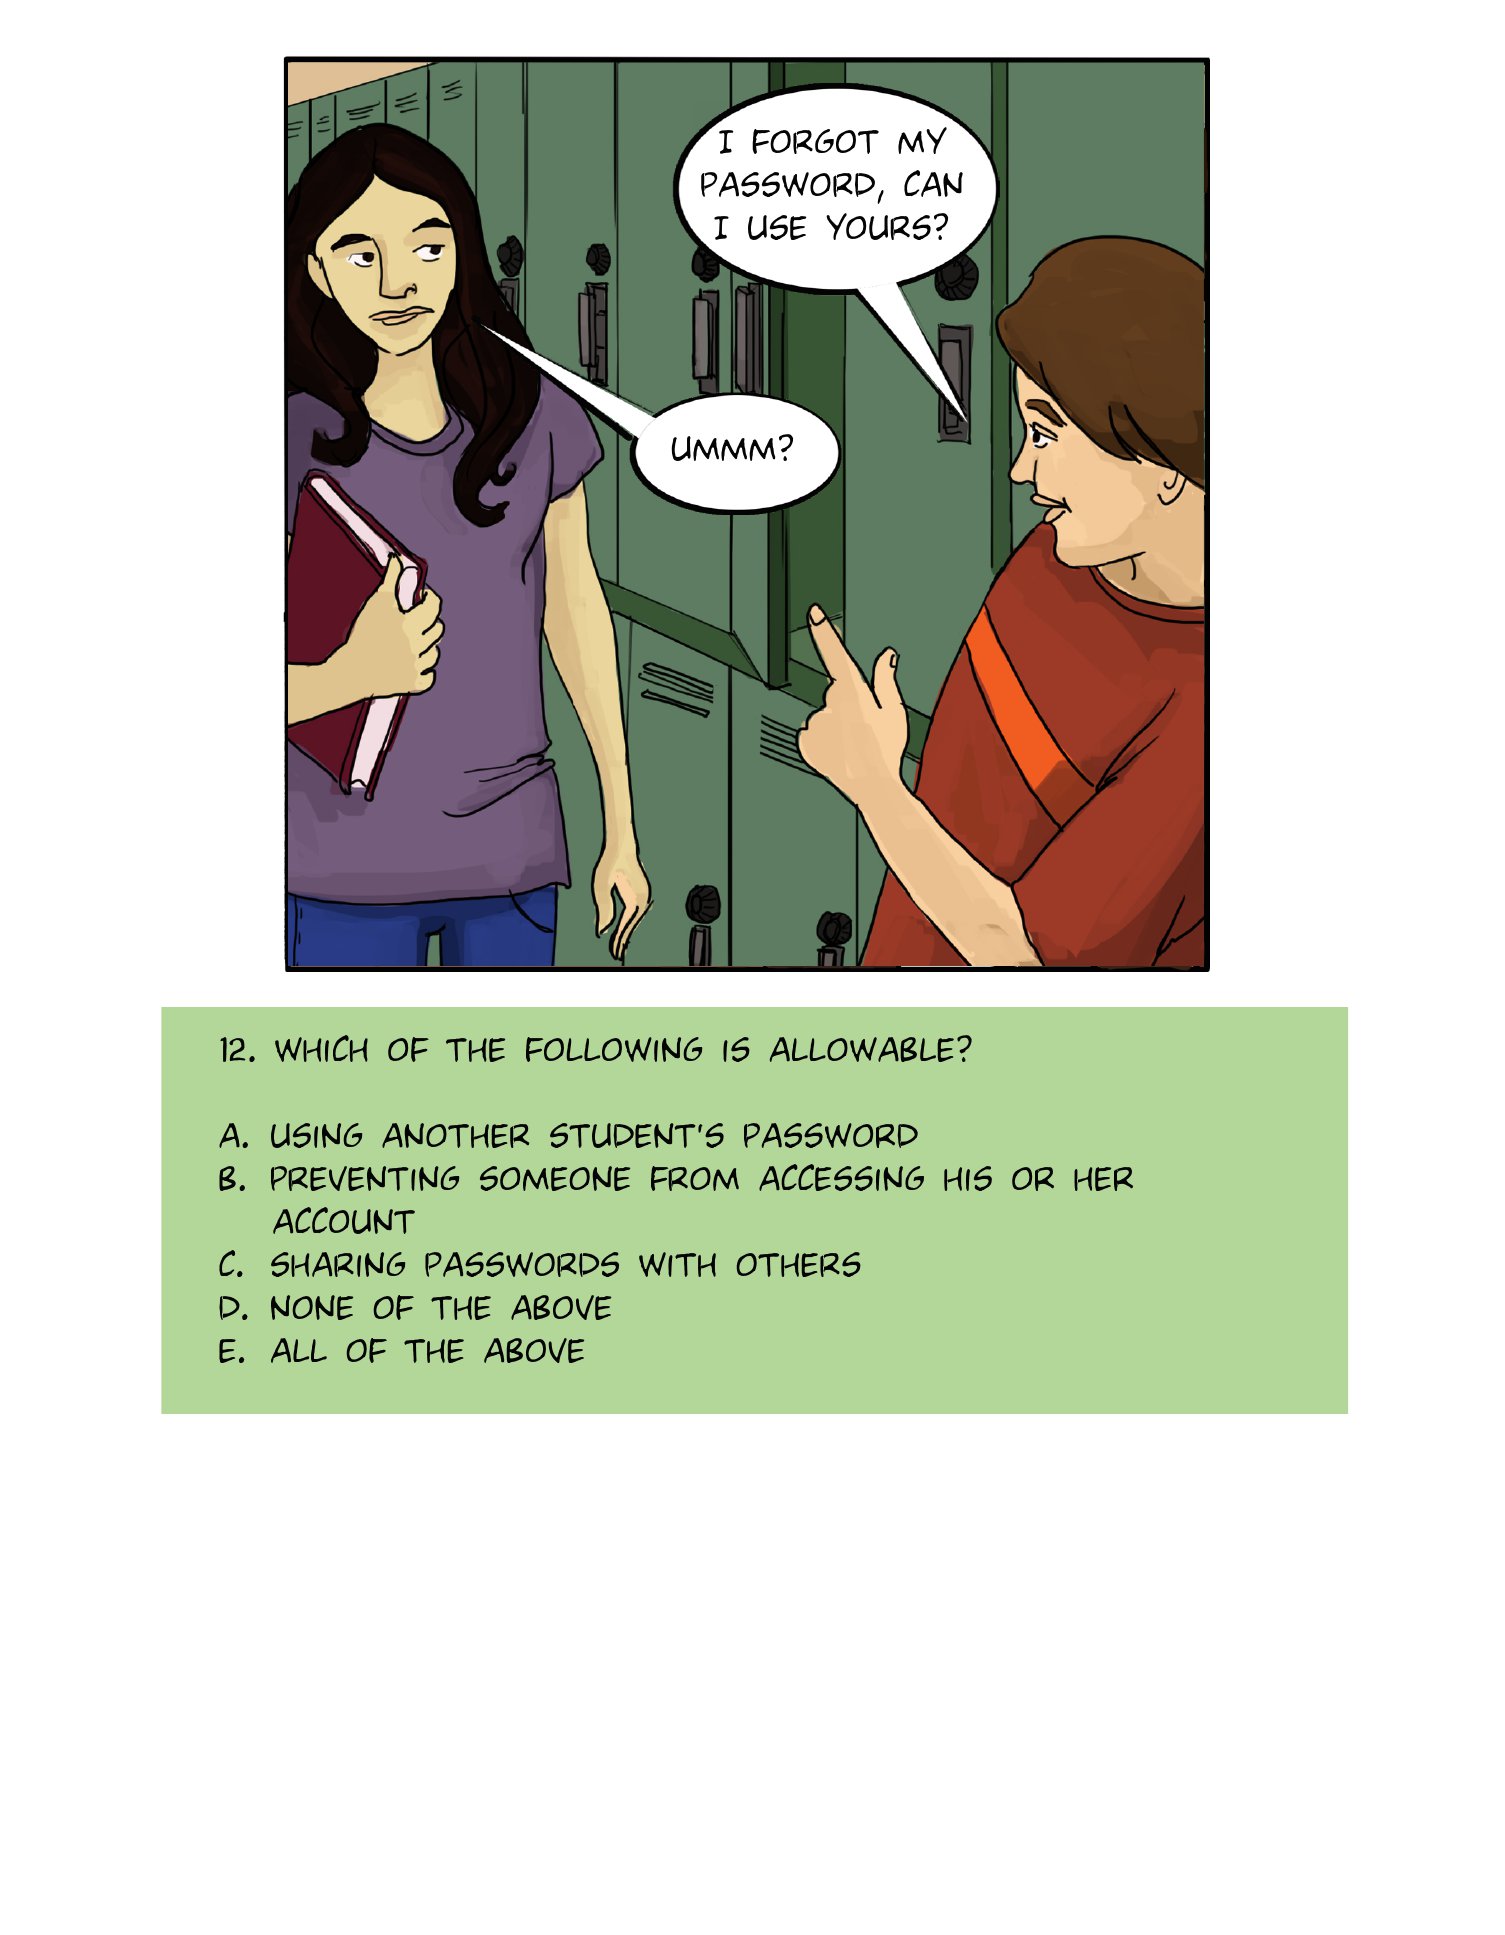 I FORGOT MY
PASSWORD, CAN
I USE YOURS?
UMMM?
12. WHICH OF THE FOLLOWING IS ALLOWABLE?
A. USING ANOTHER STUDENT'S PASSWORD
B. PREVENTING SOMEONE FROM ACCESSING HIS OR HER
ACCOUNT
C. SHARING PASSWORDS WITH OTHERS
D. NONE OF THE ABOVE
E. ALL OF THE ABOVE